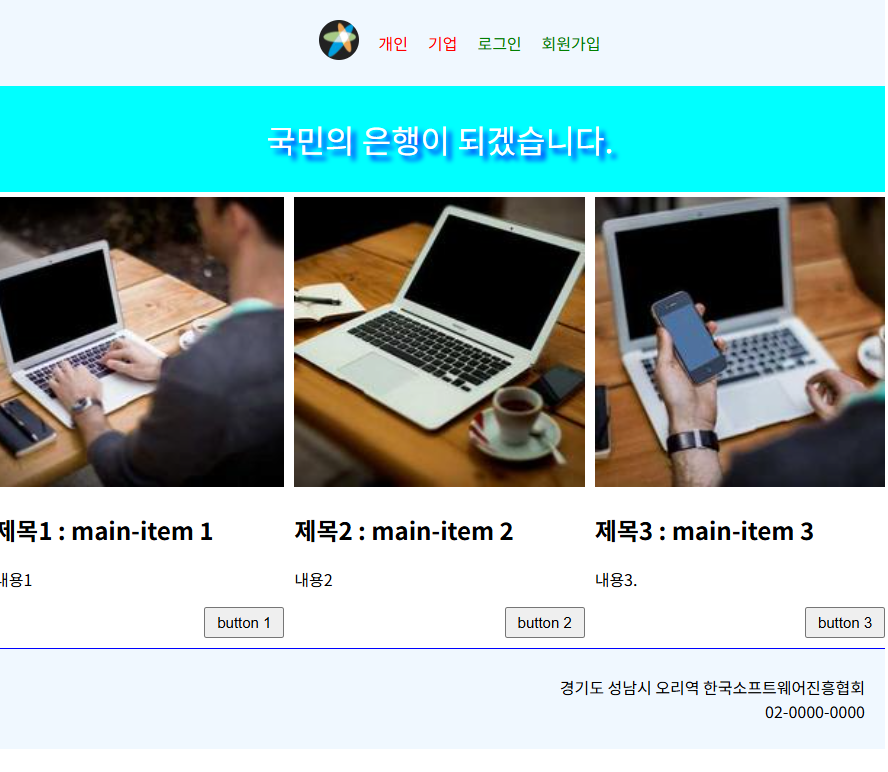 개인 기업 로그인 회원가입
국민의 은행이 되겠습니다.
제목1 : main-item 1
내용1
button 1
제목2 : main-item 2
내용2
button 2
제목3 : main-item 3
내용3.
button 3
경기도 성남시 오리역 한국소프트웨어진흥협회
02-0000-0000